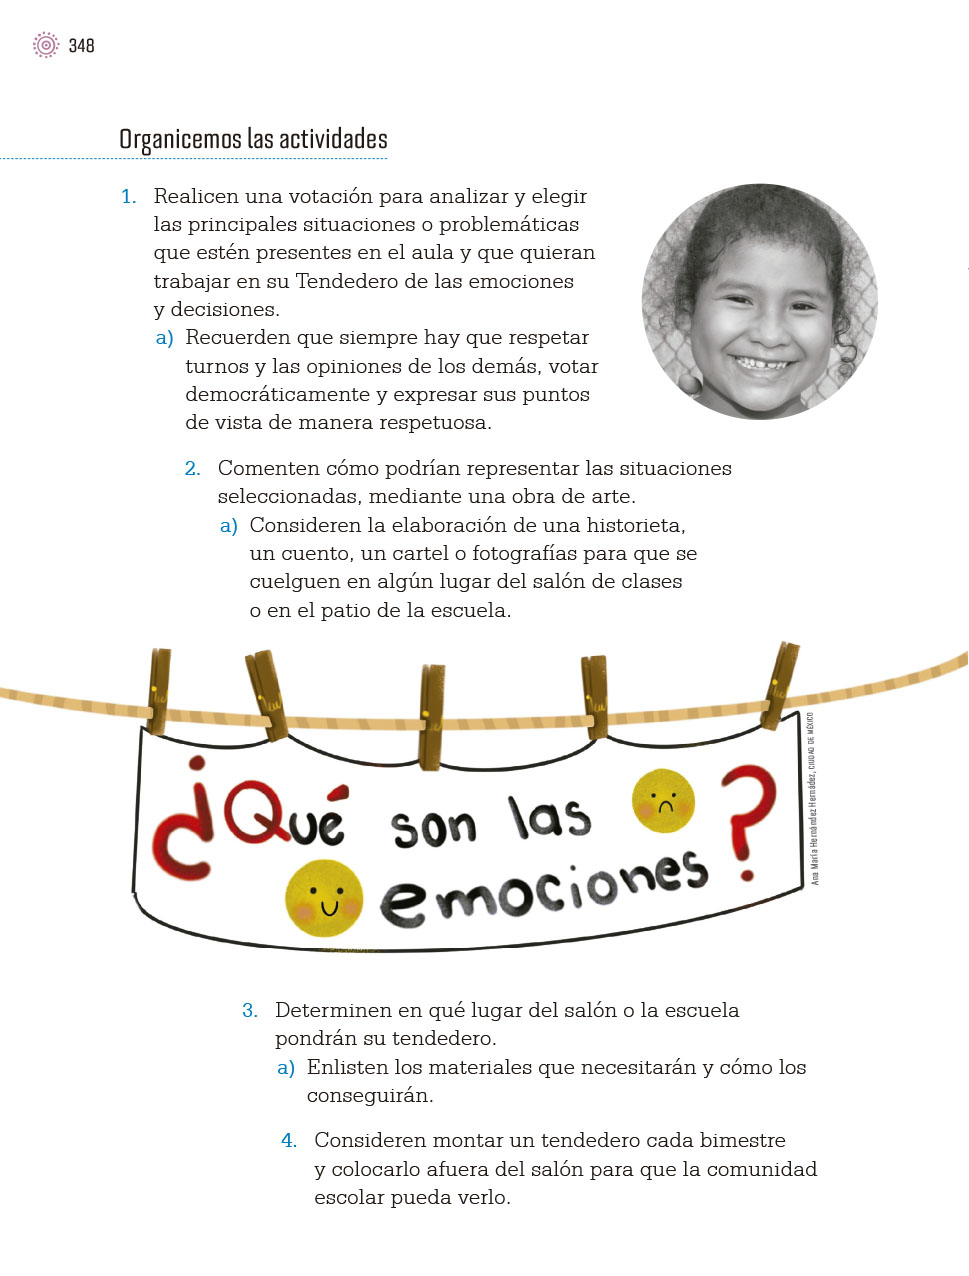 348
Organicemos las actividades
1. Realicen una votación para analizar y elegir
las principales situaciones o problemáticas
que estén presentes en el aula y que quieran
trabajar en su Tendedero de las emociones
y decisiones.
a) Recuerden que siempre hay que respetar
turnos y las opiniones de los demás, votar
democráticamente y expresar sus puntos
de vista de manera respetuosa.
2. Comenten cómo podrían representar las situaciones
seleccionadas, mediante una obra de arte.
a) Consideren la elaboración de una historieta,
un cuento, un cartel o fotografías para que se
cuelguen en algún lugar del salón de clases
o en el patio de la escuela.
¿Qué son las
emociones?
Ana María Hernández Hernádez, CIUDAD DE MÉXICO
3. Determinen en qué lugar del salón o la escuela
pondrán su tendedero.
a) Enlisten los materiales que necesitarán y cómo los
conseguirán.
4. Consideren montar un tendedero cada bimestre
y colocarlo afuera del salón para que la comunidad
escolar pueda verlo.